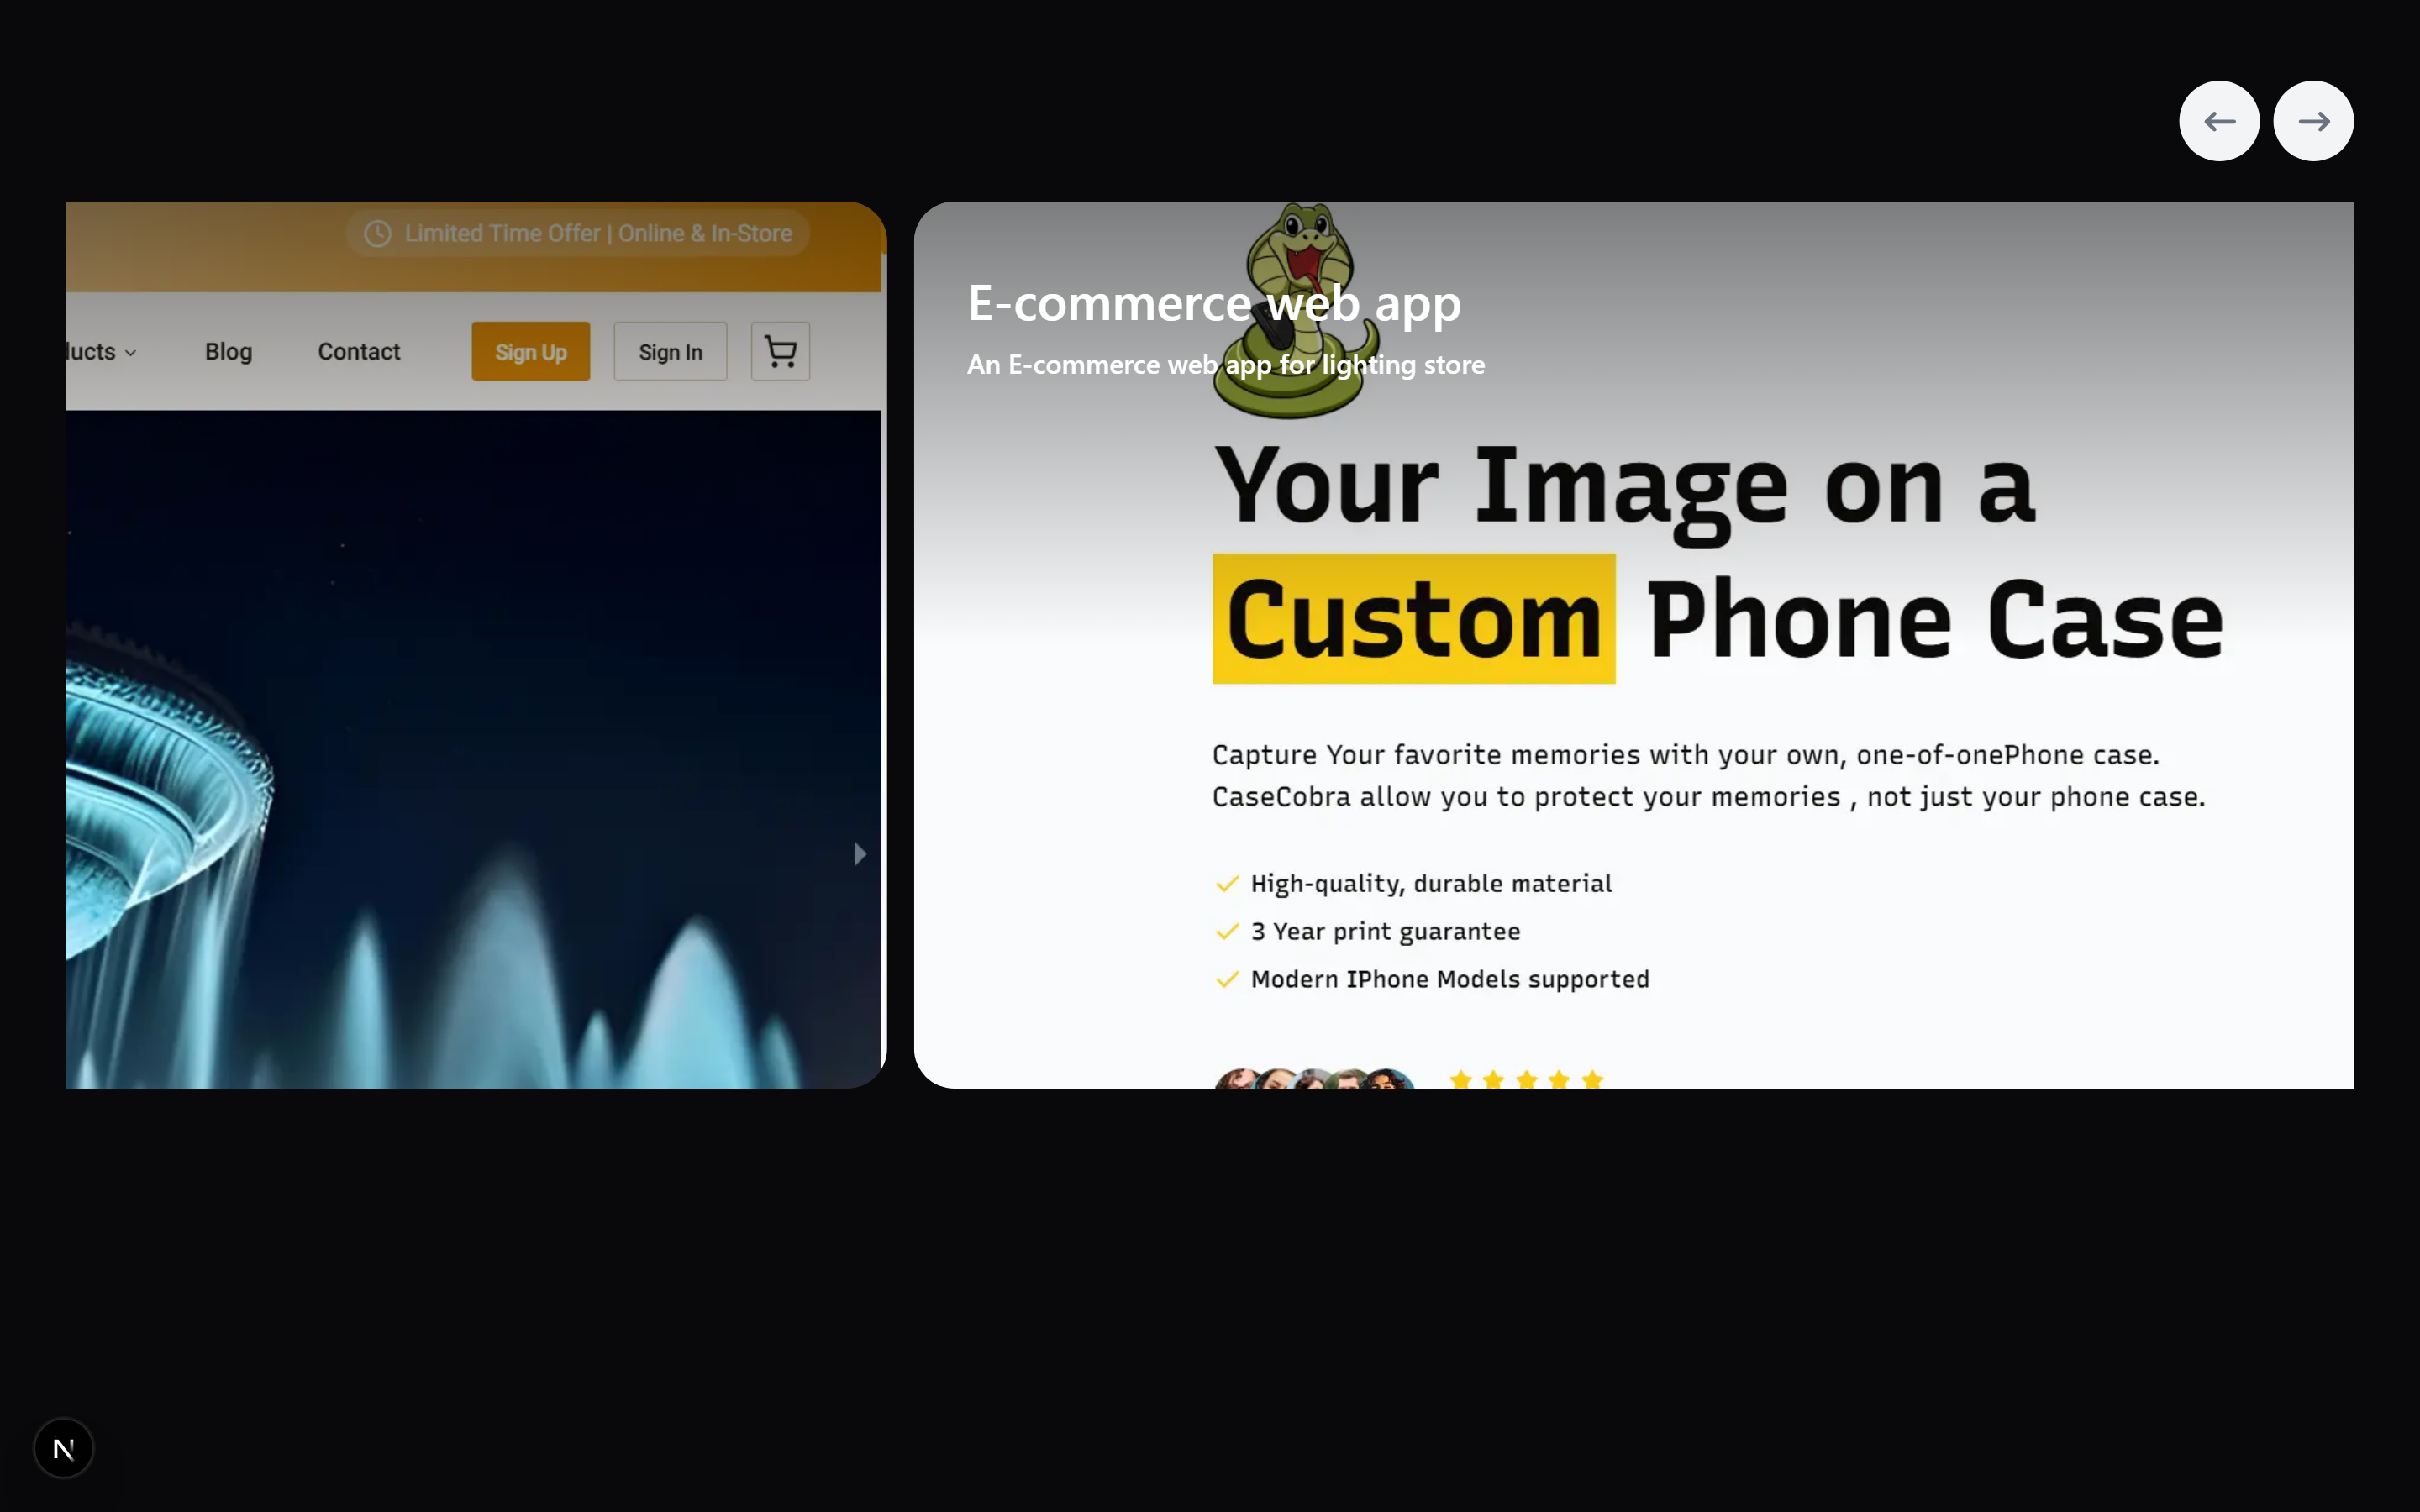 Limited Time Offer | Online & In-Store
ducts
Blog
Contact
Sign Up
Sign In
E-commerce web app
An E-commerce web app for lighting store
Your Image on a
Custom Phone Case
Capture Your favorite memories with your own, one-of-onePhone case.
CaseCobra allow you to protect your memories , not just your phone case.
High-quality, durable material
3 Year print guarantee
Modern IPhone Models supported
N